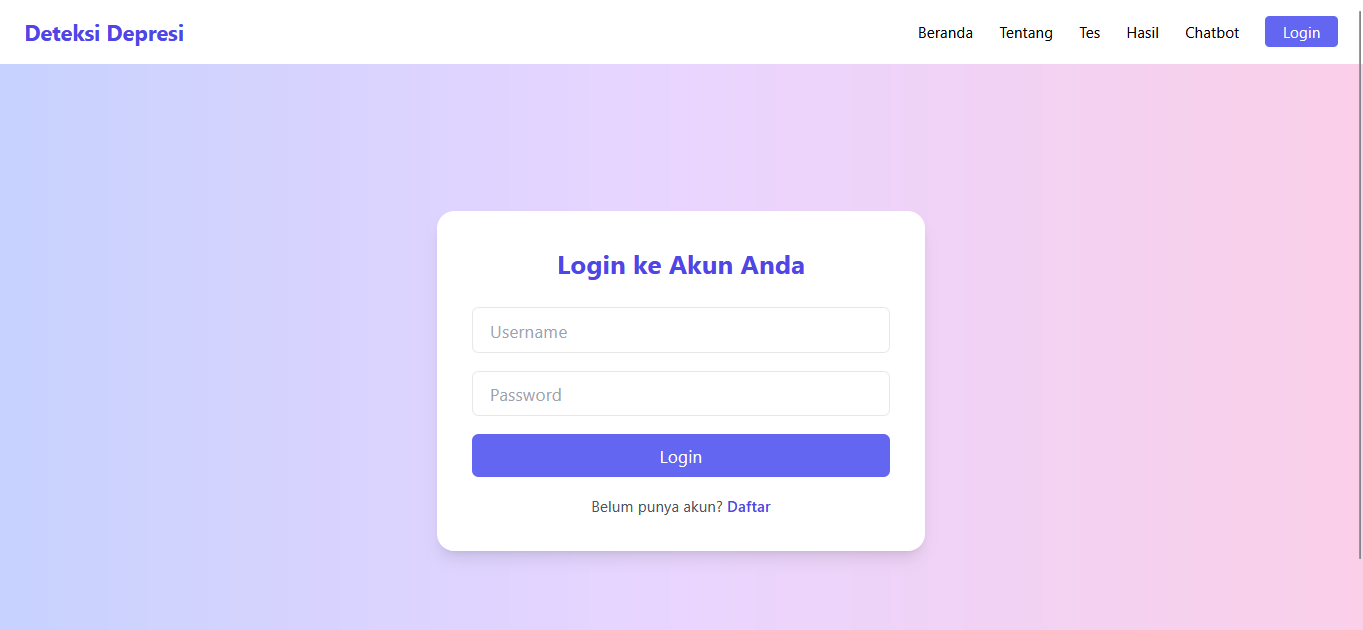 Deteksi Depresi
Beranda Tentang Tes Hasil Chatbot Login
Login ke Akun Anda
Username
Password
Login
Belum punya akun? Daftar